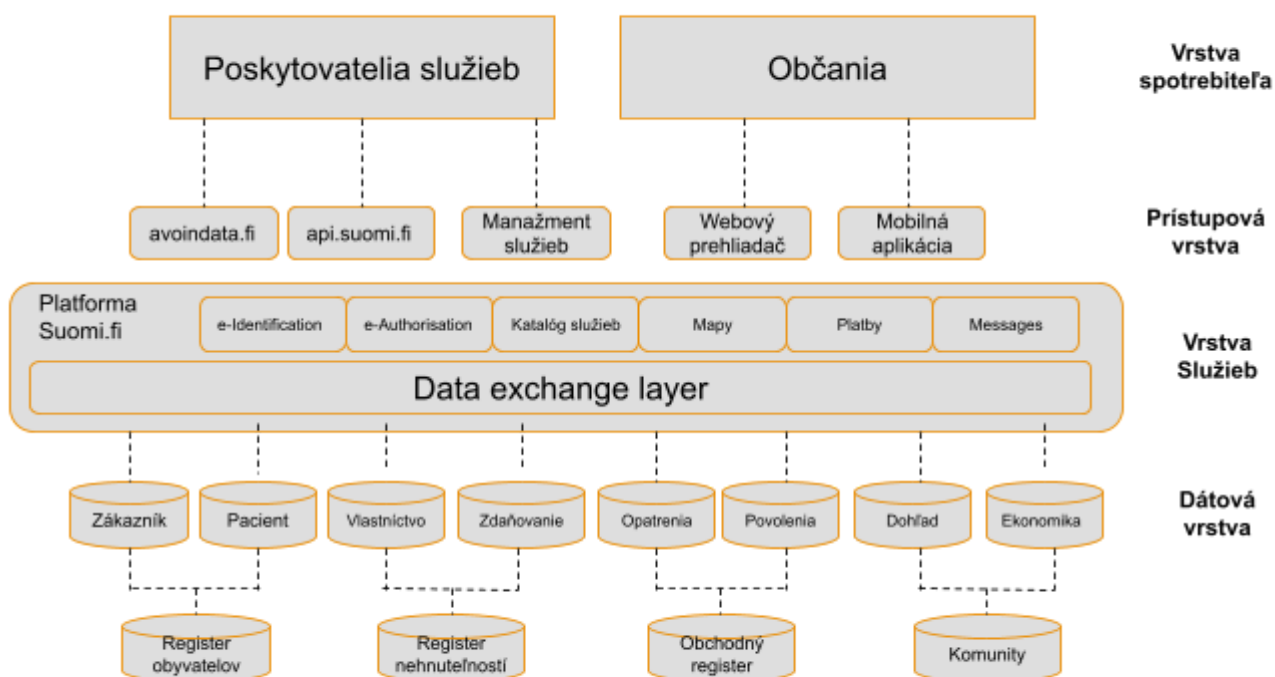 Poskytovatelia služieb
Občania
Vrstva
spotrebiteľa
avoindata.fi
api.suomi.fi
Manažment
služieb
Webový
prehliadač
Mobilná
aplikácia
Prístupová
vrstva
Platforma
Suomi.fi
e-Identification
e-Authorisation
Katalóg služieb
Mapy
Platby
Messages
Data exchange layer
Vrstva
Služieb
Zákazník
Pacient
Vlastníctvo
Zdaňovanie
Opatrenia
Povolenia
Dohľad
Ekonomika
Dátová
vrstva
Register
obyvatelov
Register
nehnuteľností
Obchodný
register
Komunity